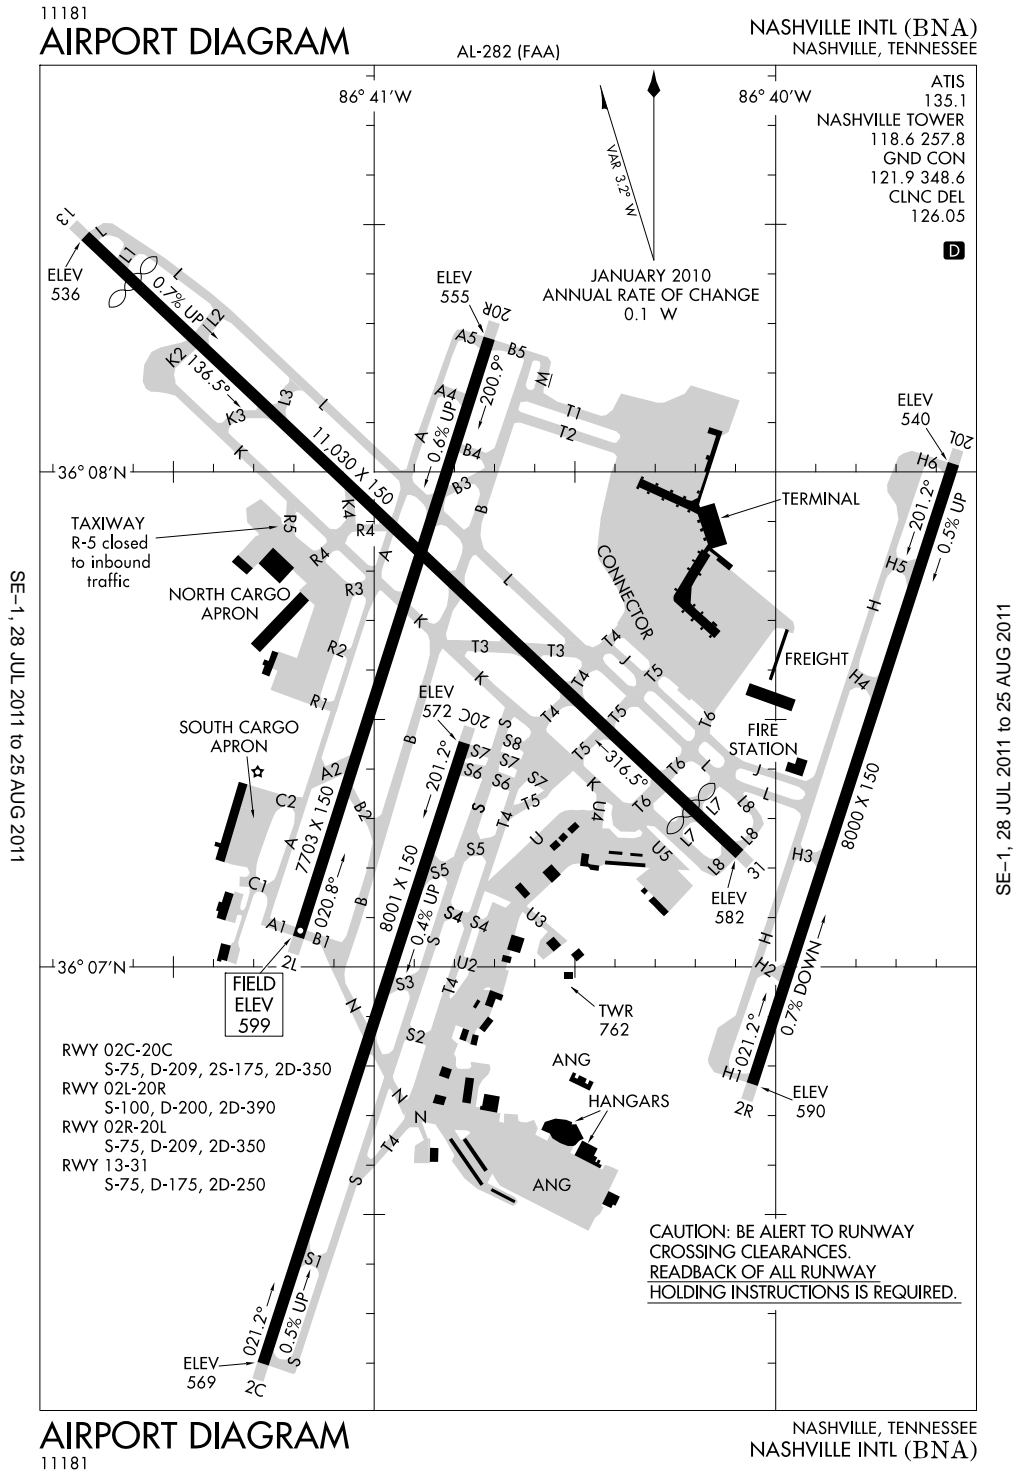 11181
AIRPORT DIAGRAM
AL-282 (FAA)
NASHVILLE INTL (BNA)
NASHVILLE, TENNESSEE
86° 41'W
86° 40'W
ATIS
135.1
NASHVILLE TOWER
118.6 257.8
GND CON
121.9 348.6
CLNC DEL
126.05
D
VAR 3.2° W
JANUARY 2010
ANNUAL RATE OF CHANGE
0.1 W
13
L
ELEV
536
L1
L
0.7% UP
L2
K2
136.5°
K3
K
L3
L
11,030 X 150
ELEV
555
20R
A5
B5
A4
200.9°
0.6% UP
A
B4
B3
B
M
T1
T2
ELEV
540
20L
H6
201.2°
0.5% UP
H5
H
36° 08'N
TERMINAL
TAXIWAY
R-5 closed
to inbound
traffic
R5
K4
R4
R4
A
R3
R2
R1
NORTH CARGO
APRON
CONNECTOR
L
K
T3
T3
T4
J
T5
T4
T4
K
T5
T5
T6
FREIGHT
H4
FIRE
STATION
SOUTH CARGO
APRON
ELEV
572
20C
S
S8
S7
S7
S7
S6
S6
S
T5
T4
B
A2
B2
C2
A
C1
7703 X 150
020.8°
201.2°
8001 X 150
0.4% UP
316.5°
K
T6
T6
L
J
L
L8
L7
L7
L8
L8
31
ELEV
582
U
U4
U5
U3
U2
S5
S5
S4
S4
S
S3
S2
T4
8000 X 150
H3
H
H2
0.7% DOWN
021.2°
H1
2R
ELEV
590
A1
B1
B
2L
36° 07'N
FIELD
ELEV
599
N
N
N
T4
S
TWR
762
ANG
HANGARS
ANG
RWY 02C-20C
S-75, D-209, 2S-175, 2D-350
RWY 02L-20R
S-100, D-200, 2D-390
RWY 02R-20L
S-75, D-209, 2D-350
RWY 13-31
S-75, D-175, 2D-250
CAUTION: BE ALERT TO RUNWAY
CROSSING CLEARANCES.
READBACK OF ALL RUNWAY
HOLDING INSTRUCTIONS IS REQUIRED.
S1
021.2°
0.5% UP
S
ELEV
569
2C
SE–1, 28 JUL 2011 to 25 AUG 2011
SE–1, 28 JUL 2011 to 25 AUG 2011
AIRPORT DIAGRAM
11181
NASHVILLE, TENNESSEE
NASHVILLE INTL (BNA)